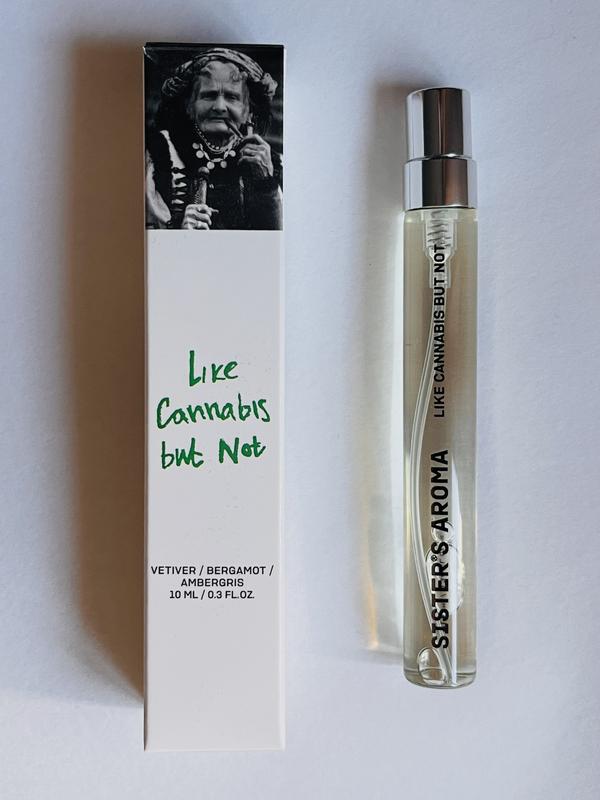 Like
Cannabis
but Not
VETIVER / BERGAMOT /
AMBERGRIS
10 ML / 0.3 FL.OZ.
SISTER'S® AROMA
LIKE CANNABIS BUT NOT